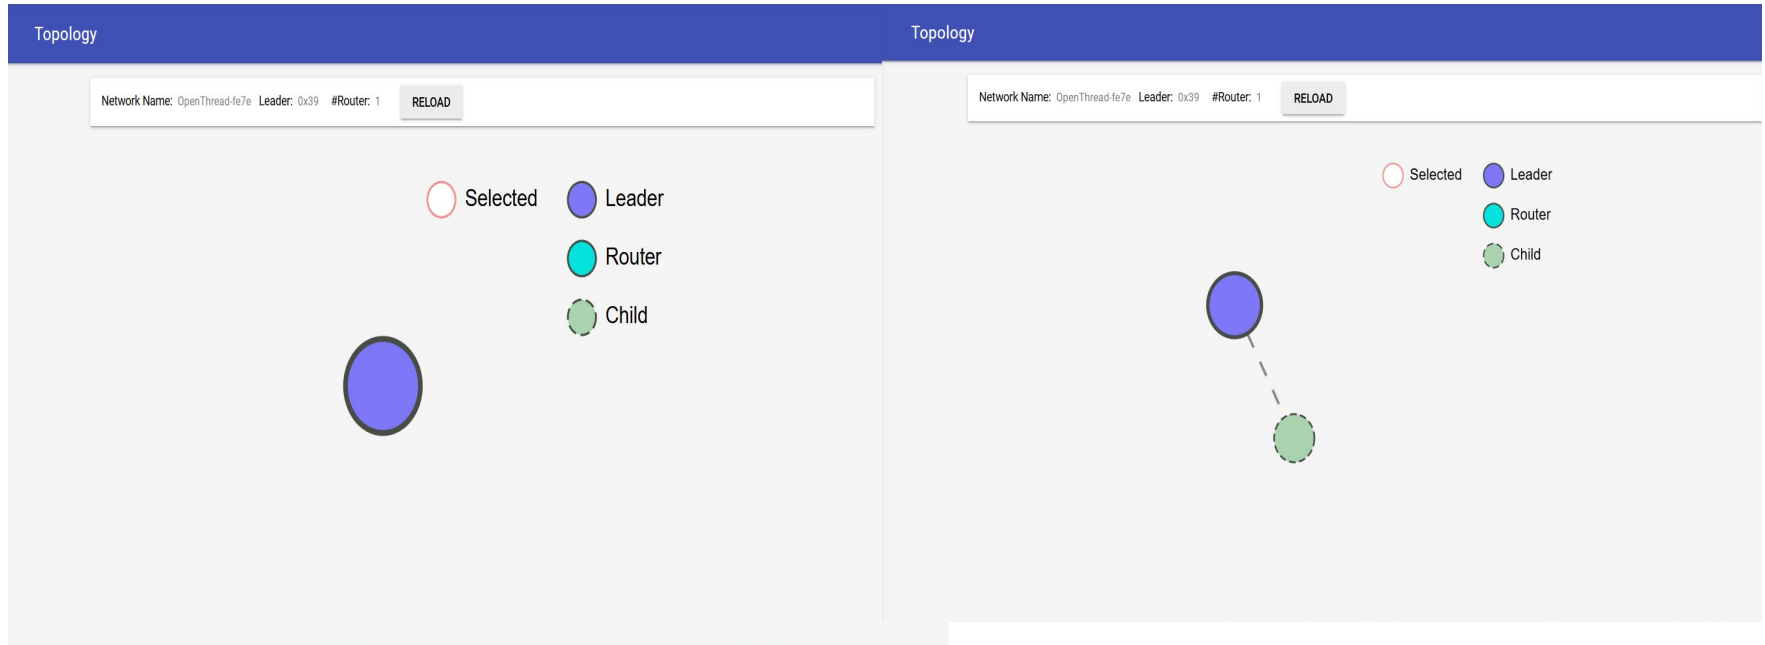 Topology
Network Name: OpenThread-fe7e Leader: 0x39 #Router: 1 RELOAD
Selected Leader
Router
Child
Topology
Network Name: OpenThread-fe7e Leader: 0x39 #Router: 1 RELOAD
Selected Leader
Router
Child